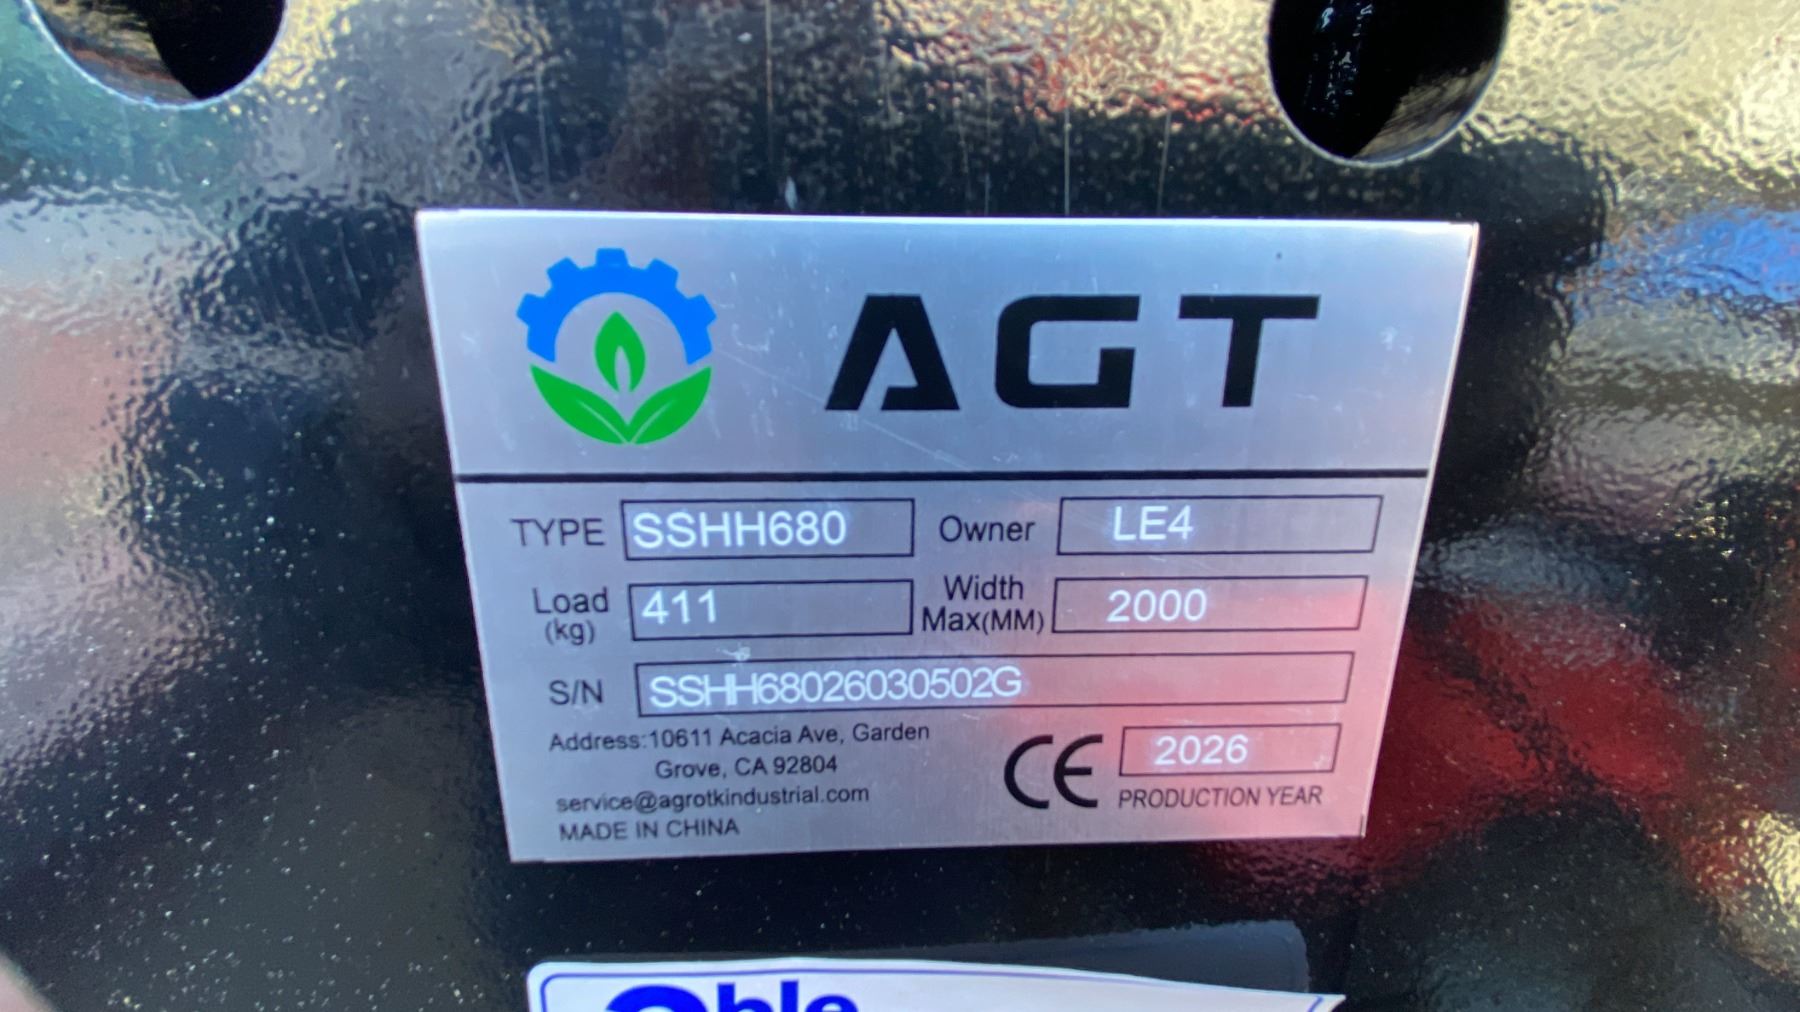 AGT
TYPE SSHH680 Owner LE4
Load (kg) 411 Width Max(MM) 2000
S/N SSHH68026030502G
Address:10611 Acacia Ave, Garden
Grove, CA 92804
service@agrotkindustrial.com
MADE IN CHINA
CE 2026
PRODUCTION YEAR